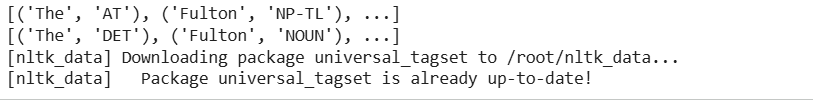 [('The', 'AT'), ('Fulton', 'NP-TL'), ...]
[('The', 'DET'), ('Fulton', 'NOUN'), ...]
[nltk_data] Downloading package universal_tagset to /root/nltk_data...
[nltk_data]   Package universal_tagset is already up-to-date!